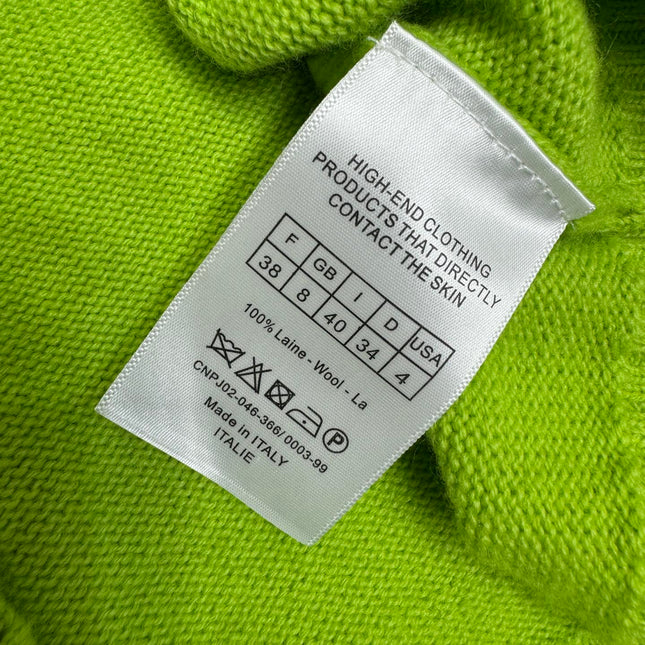 HIGH-END CLOTHING
PRODUCTS THAT DIRECTLY
CONTACT THE SKIN
F GB I D USA
38 8 40 34 4
100% Laine - Wool - La
P
CNPJ02-046-366/ 0003-99
Made in ITALY
ITALIE